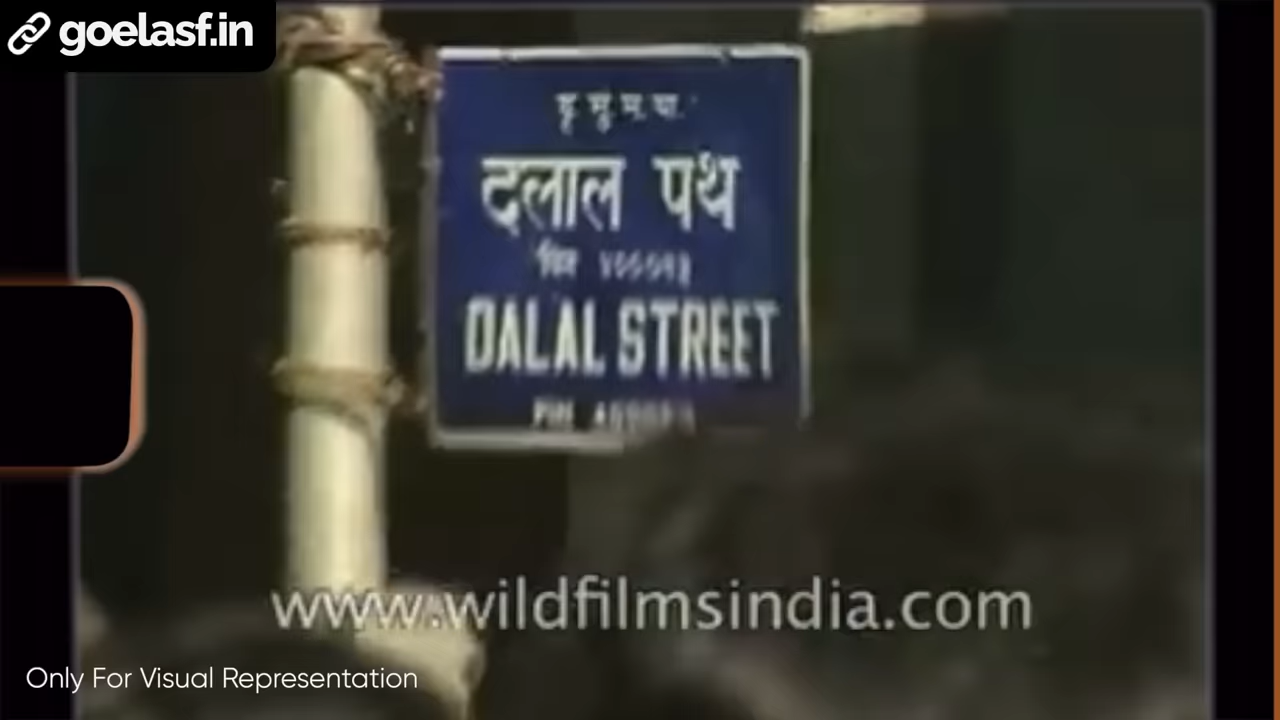 goelasf.in
बृ. मुं. म. पा.
दलाल पथ
DALAL STREET
www.wildfilmsindia.com
Only For Visual Representation